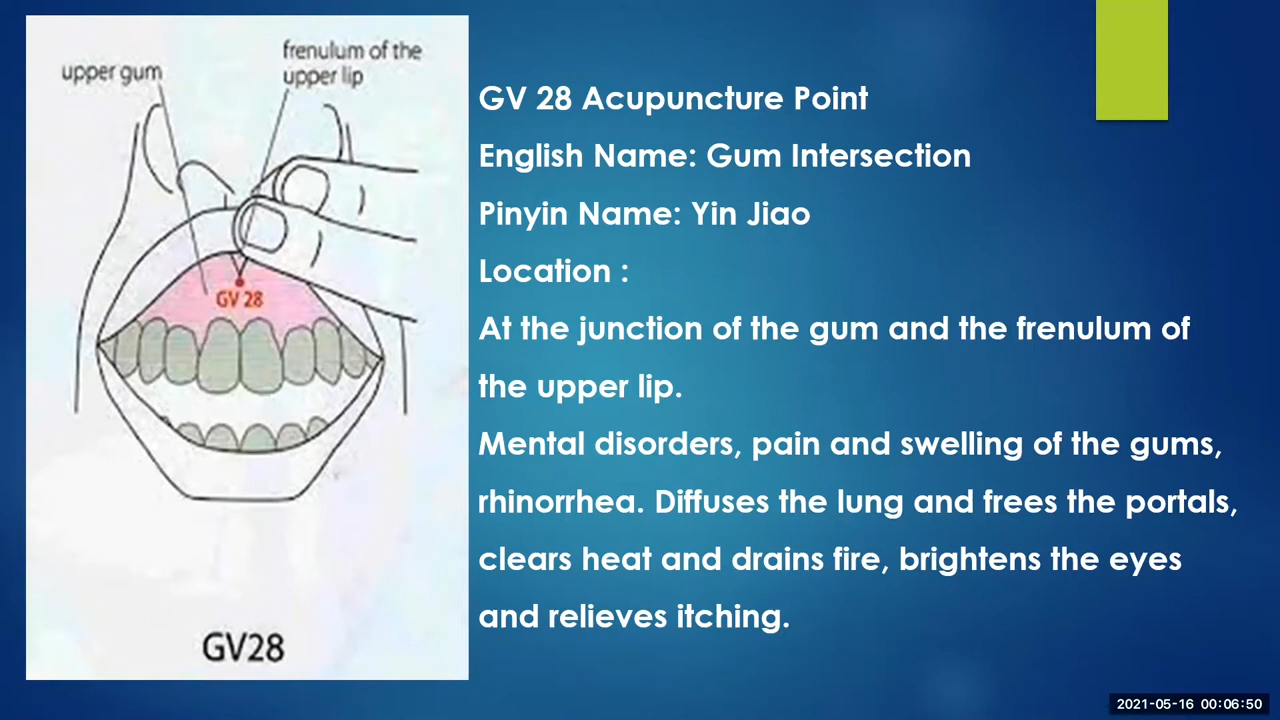 upper gum
frenulum of the
upper lip
GV 28
GV28
GV 28 Acupuncture Point
English Name: Gum Intersection
Pinyin Name: Yin Jiao
Location :
At the junction of the gum and the frenulum of
the upper lip.
Mental disorders, pain and swelling of the gums,
rhinorrhea. Diffuses the lung and frees the portals,
clears heat and drains fire, brightens the eyes
and relieves itching.
2021-05-16 00:06:50